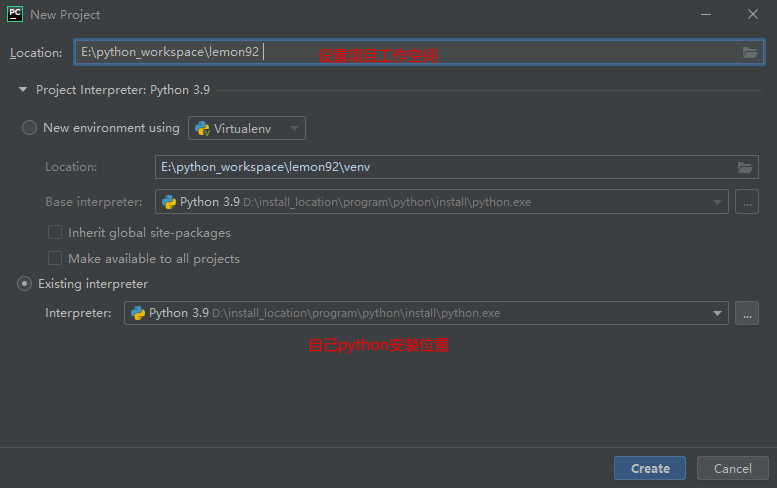 PC New Project
Location: E:\python_workspace\lemon92 设置项目工作空间
Project Interpreter: Python 3.9
New environment using Virtualenv
Location: E:\python_workspace\lemon92\venv
Base interpreter: Python 3.9 D:\install_location\program\python\install\python.exe ...
Inherit global site-packages
Make available to all projects
Existing interpreter
Interpreter: Python 3.9 D:\install_location\program\python\install\python.exe ...
自己python安装位置
Create Cancel